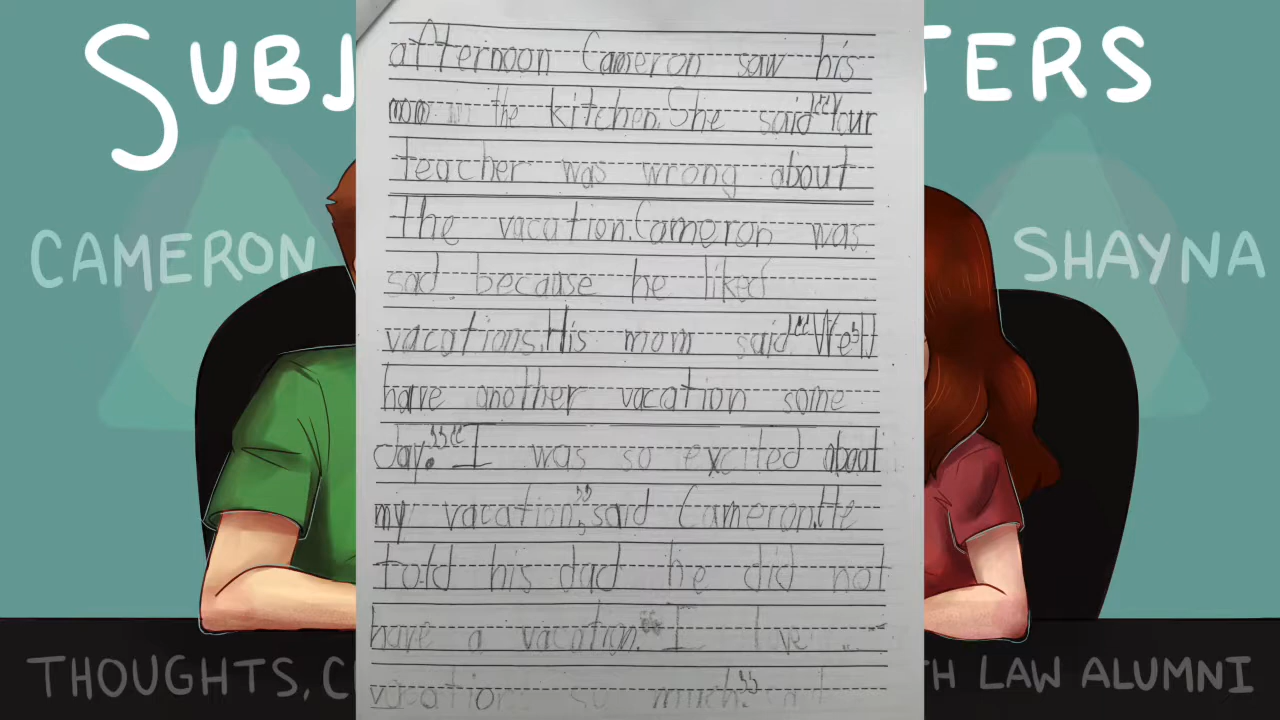 SUBJ TERS
CAMERON
SHAYNA
afternoon Cameron saw his
mom in the kitchen. She said, "Your
teacher was wrong about
the vacation. Cameron was
sad because he liked
vacations. His mom said, "We'll
have another vacation some
day." "I was so excited about
my vacation," said Cameron. He
told his dad he did not
have a vacation. "I love
vacation so much." said
THOUGHTS, C H LAW ALUMNI